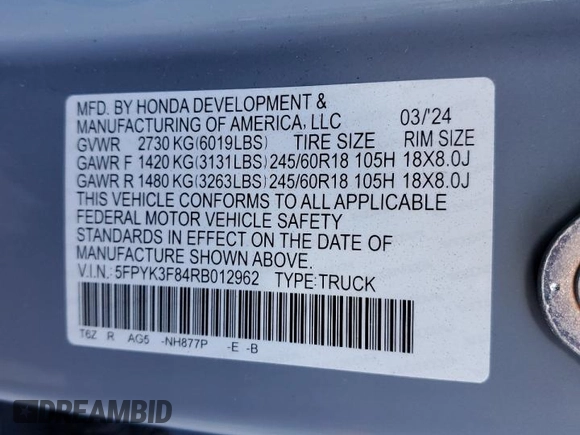 MFD. BY HONDA DEVELOPMENT &
MANUFACTURING OF AMERICA, LLC 03/'24
GVWR 2730 KG(6019LBS) TIRE SIZE RIM SIZE
GAWR F 1420 KG(3131LBS) 245/60R18 105H 18X8.0J
GAWR R 1480 KG(3263LBS) 245/60R18 105H 18X8.0J
THIS VEHICLE CONFORMS TO ALL APPLICABLE
FEDERAL MOTOR VEHICLE SAFETY
STANDARDS IN EFFECT ON THE DATE OF
MANUFACTURE SHOWN ABOVE.
V.I.N.: 5FPYK3F84RB012962 TYPE:TRUCK
T6Z R AG5 -NH877P -E -B
DREAMBID